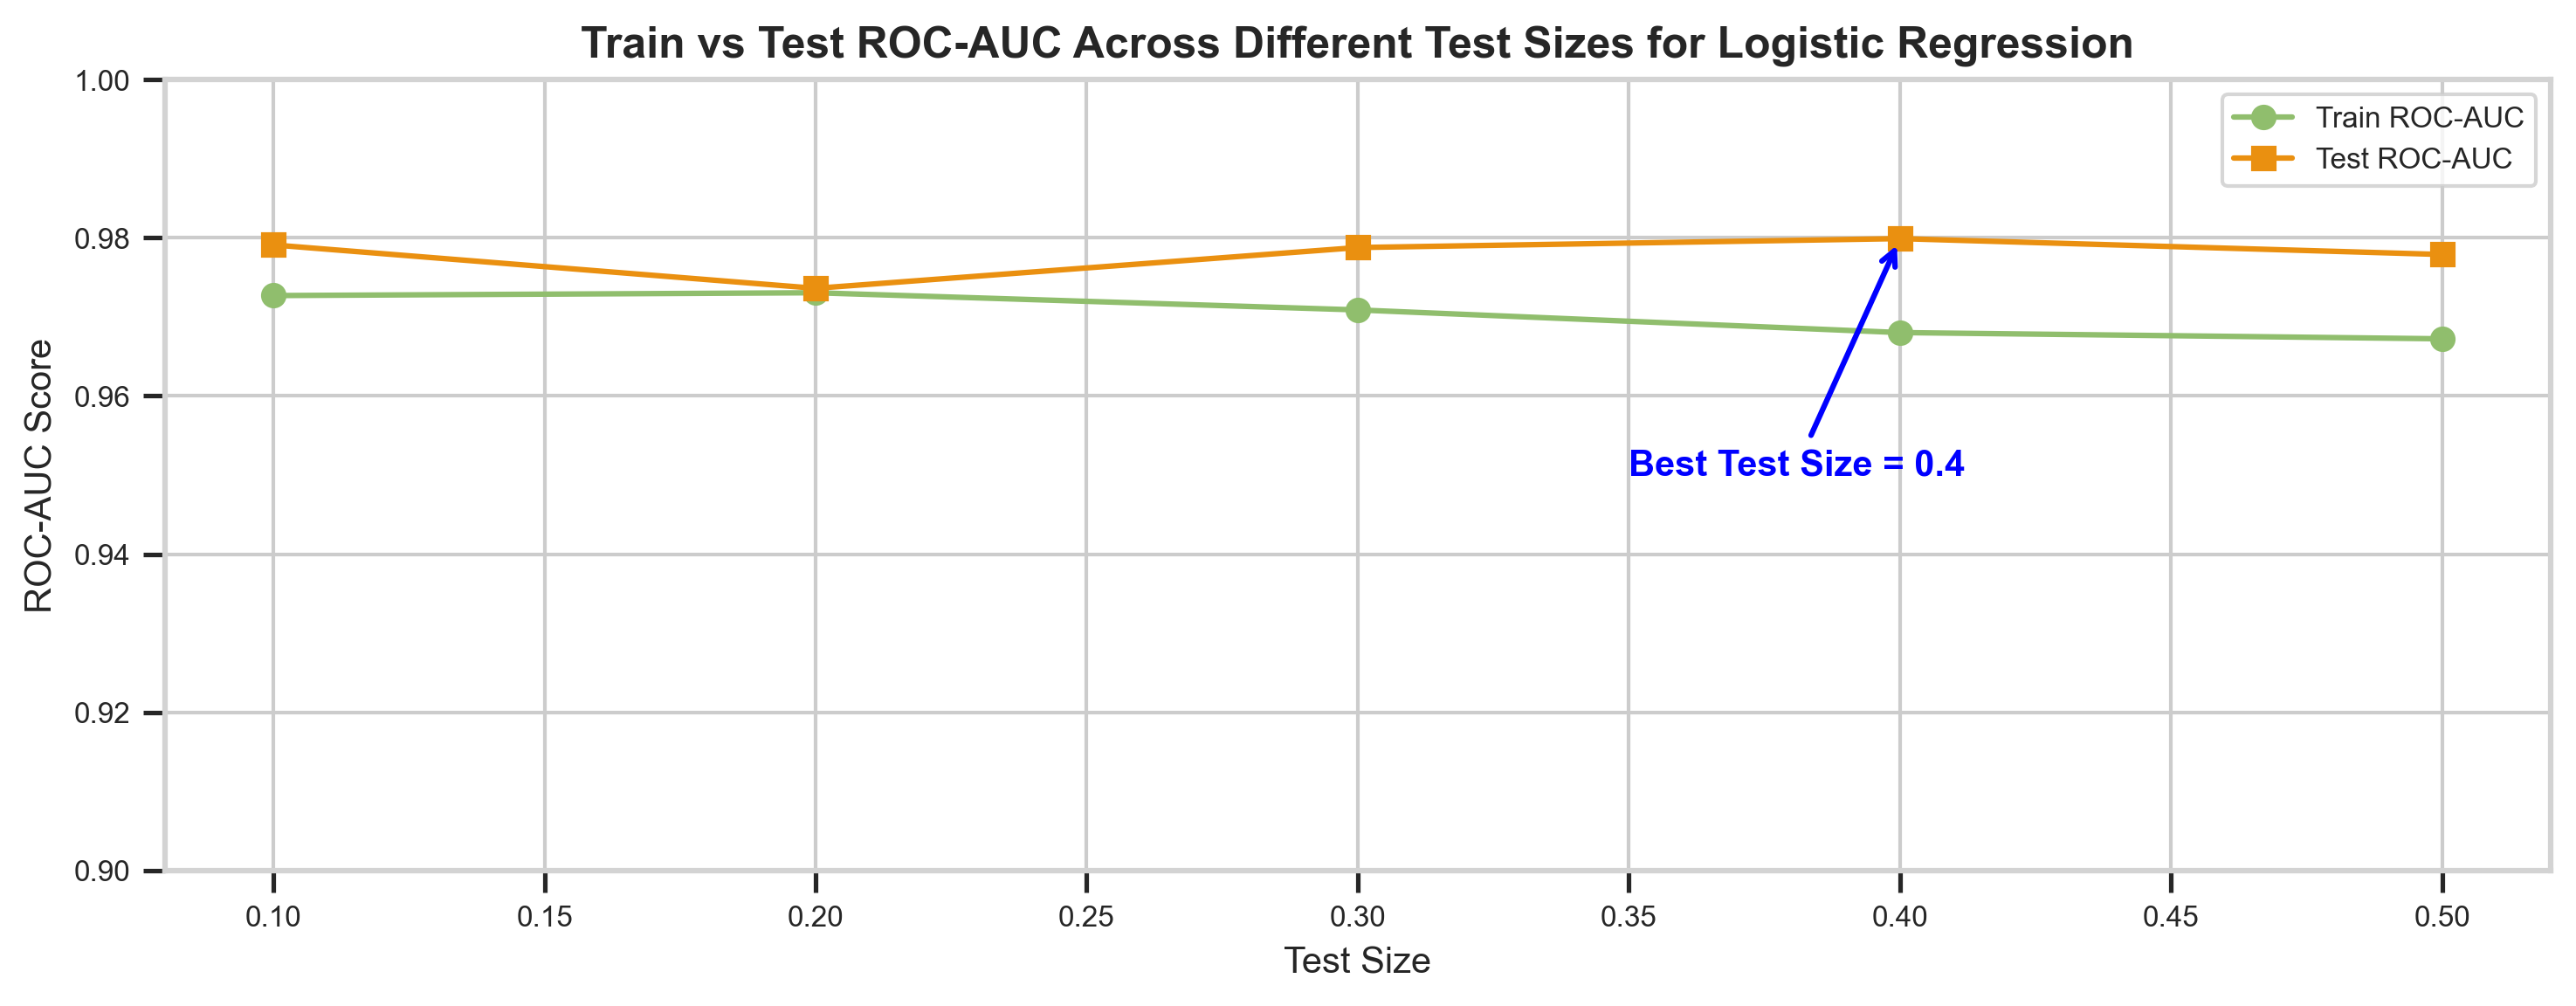 Train vs Test ROC-AUC Across Different Test Sizes for Logistic Regression
1.00
0.98
0.96
0.94
0.92
0.90
ROC-AUC Score
Train ROC-AUC
Test ROC-AUC
Best Test Size = 0.4
0.10 0.15 0.20 0.25 0.30 0.35 0.40 0.45 0.50
Test Size